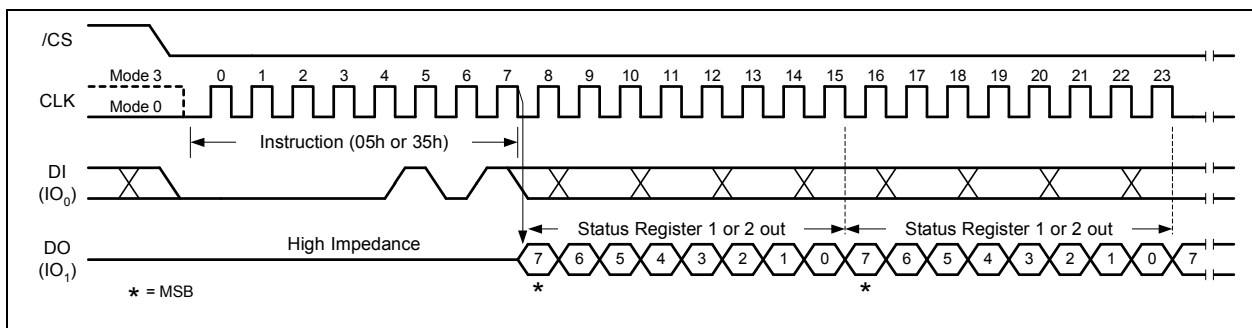 /CS
Mode 3 0 1 2 3 4 5 6 7 8 9 10 11 12 13 14 15 16 17 18 19 20 21 22 23
CLK
Mode 0
Instruction (05h or 35h)
DI
(IO0)
Status Register 1 or 2 out Status Register 1 or 2 out
High Impedance
DO
(IO1)
7 6 5 4 3 2 1 0 7 6 5 4 3 2 1 0 7
* *
* = MSB